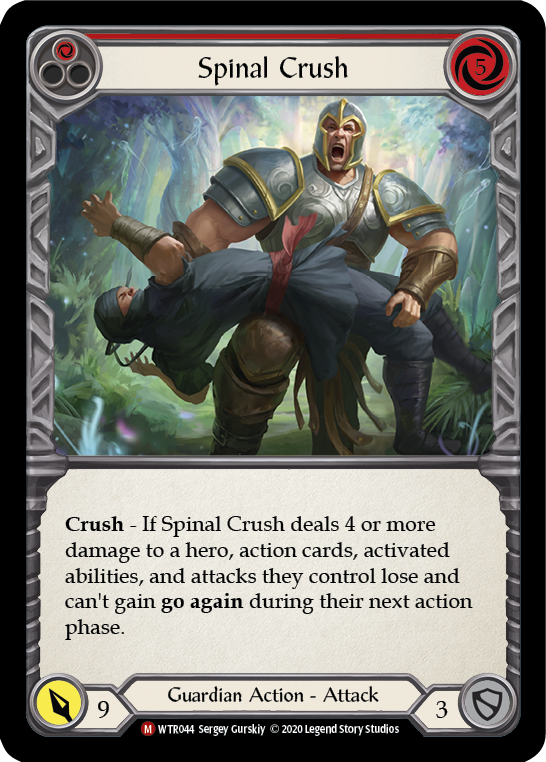 Spinal Crush
5
Crush - If Spinal Crush deals 4 or more
damage to a hero, action cards, activated
abilities, and attacks they control lose and
can't gain go again during their next action
phase.
9
Guardian Action - Attack
3
M WTR044 Sergey Gurskiy © 2020 Legend Story Studios